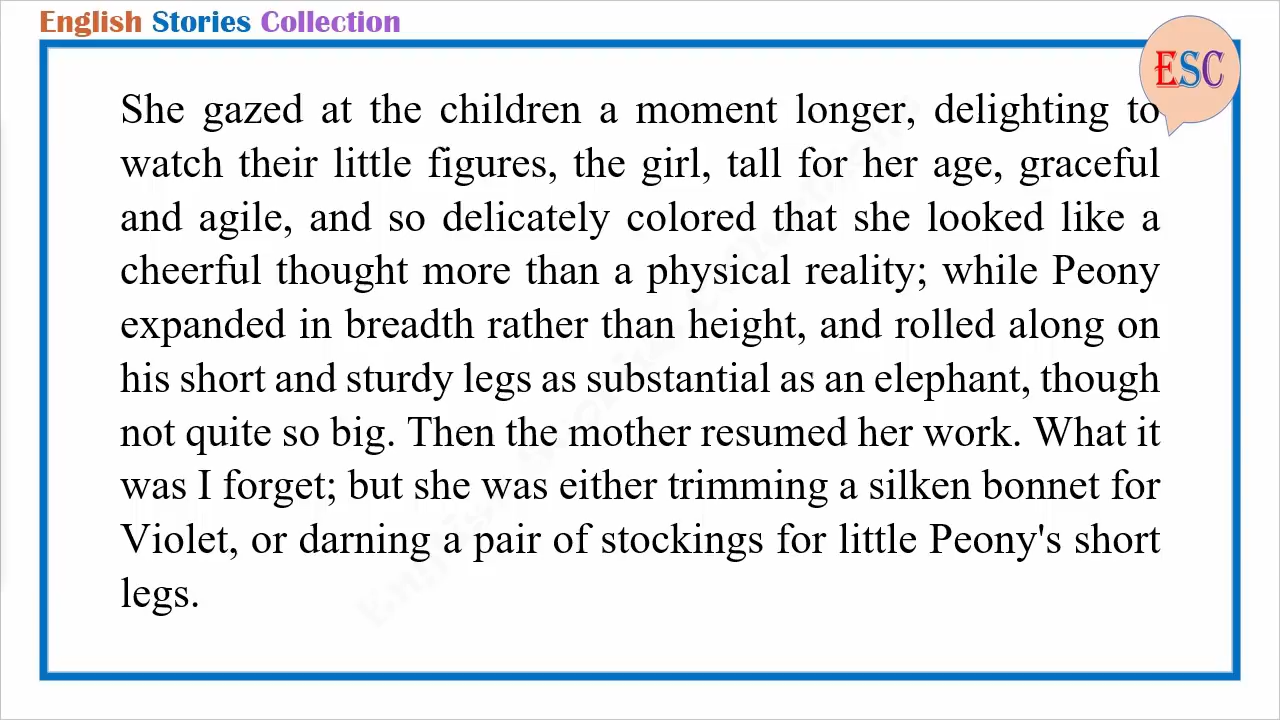 English Stories Collection
ESC
She gazed at the children a moment longer, delighting to
watch their little figures, the girl, tall for her age, graceful
and agile, and so delicately colored that she looked like a
cheerful thought more than a physical reality; while Peony
expanded in breadth rather than height, and rolled along on
his short and sturdy legs as substantial as an elephant, though
not quite so big. Then the mother resumed her work. What it
was I forget; but she was either trimming a silken bonnet for
Violet, or darning a pair of stockings for little Peony's short
legs.